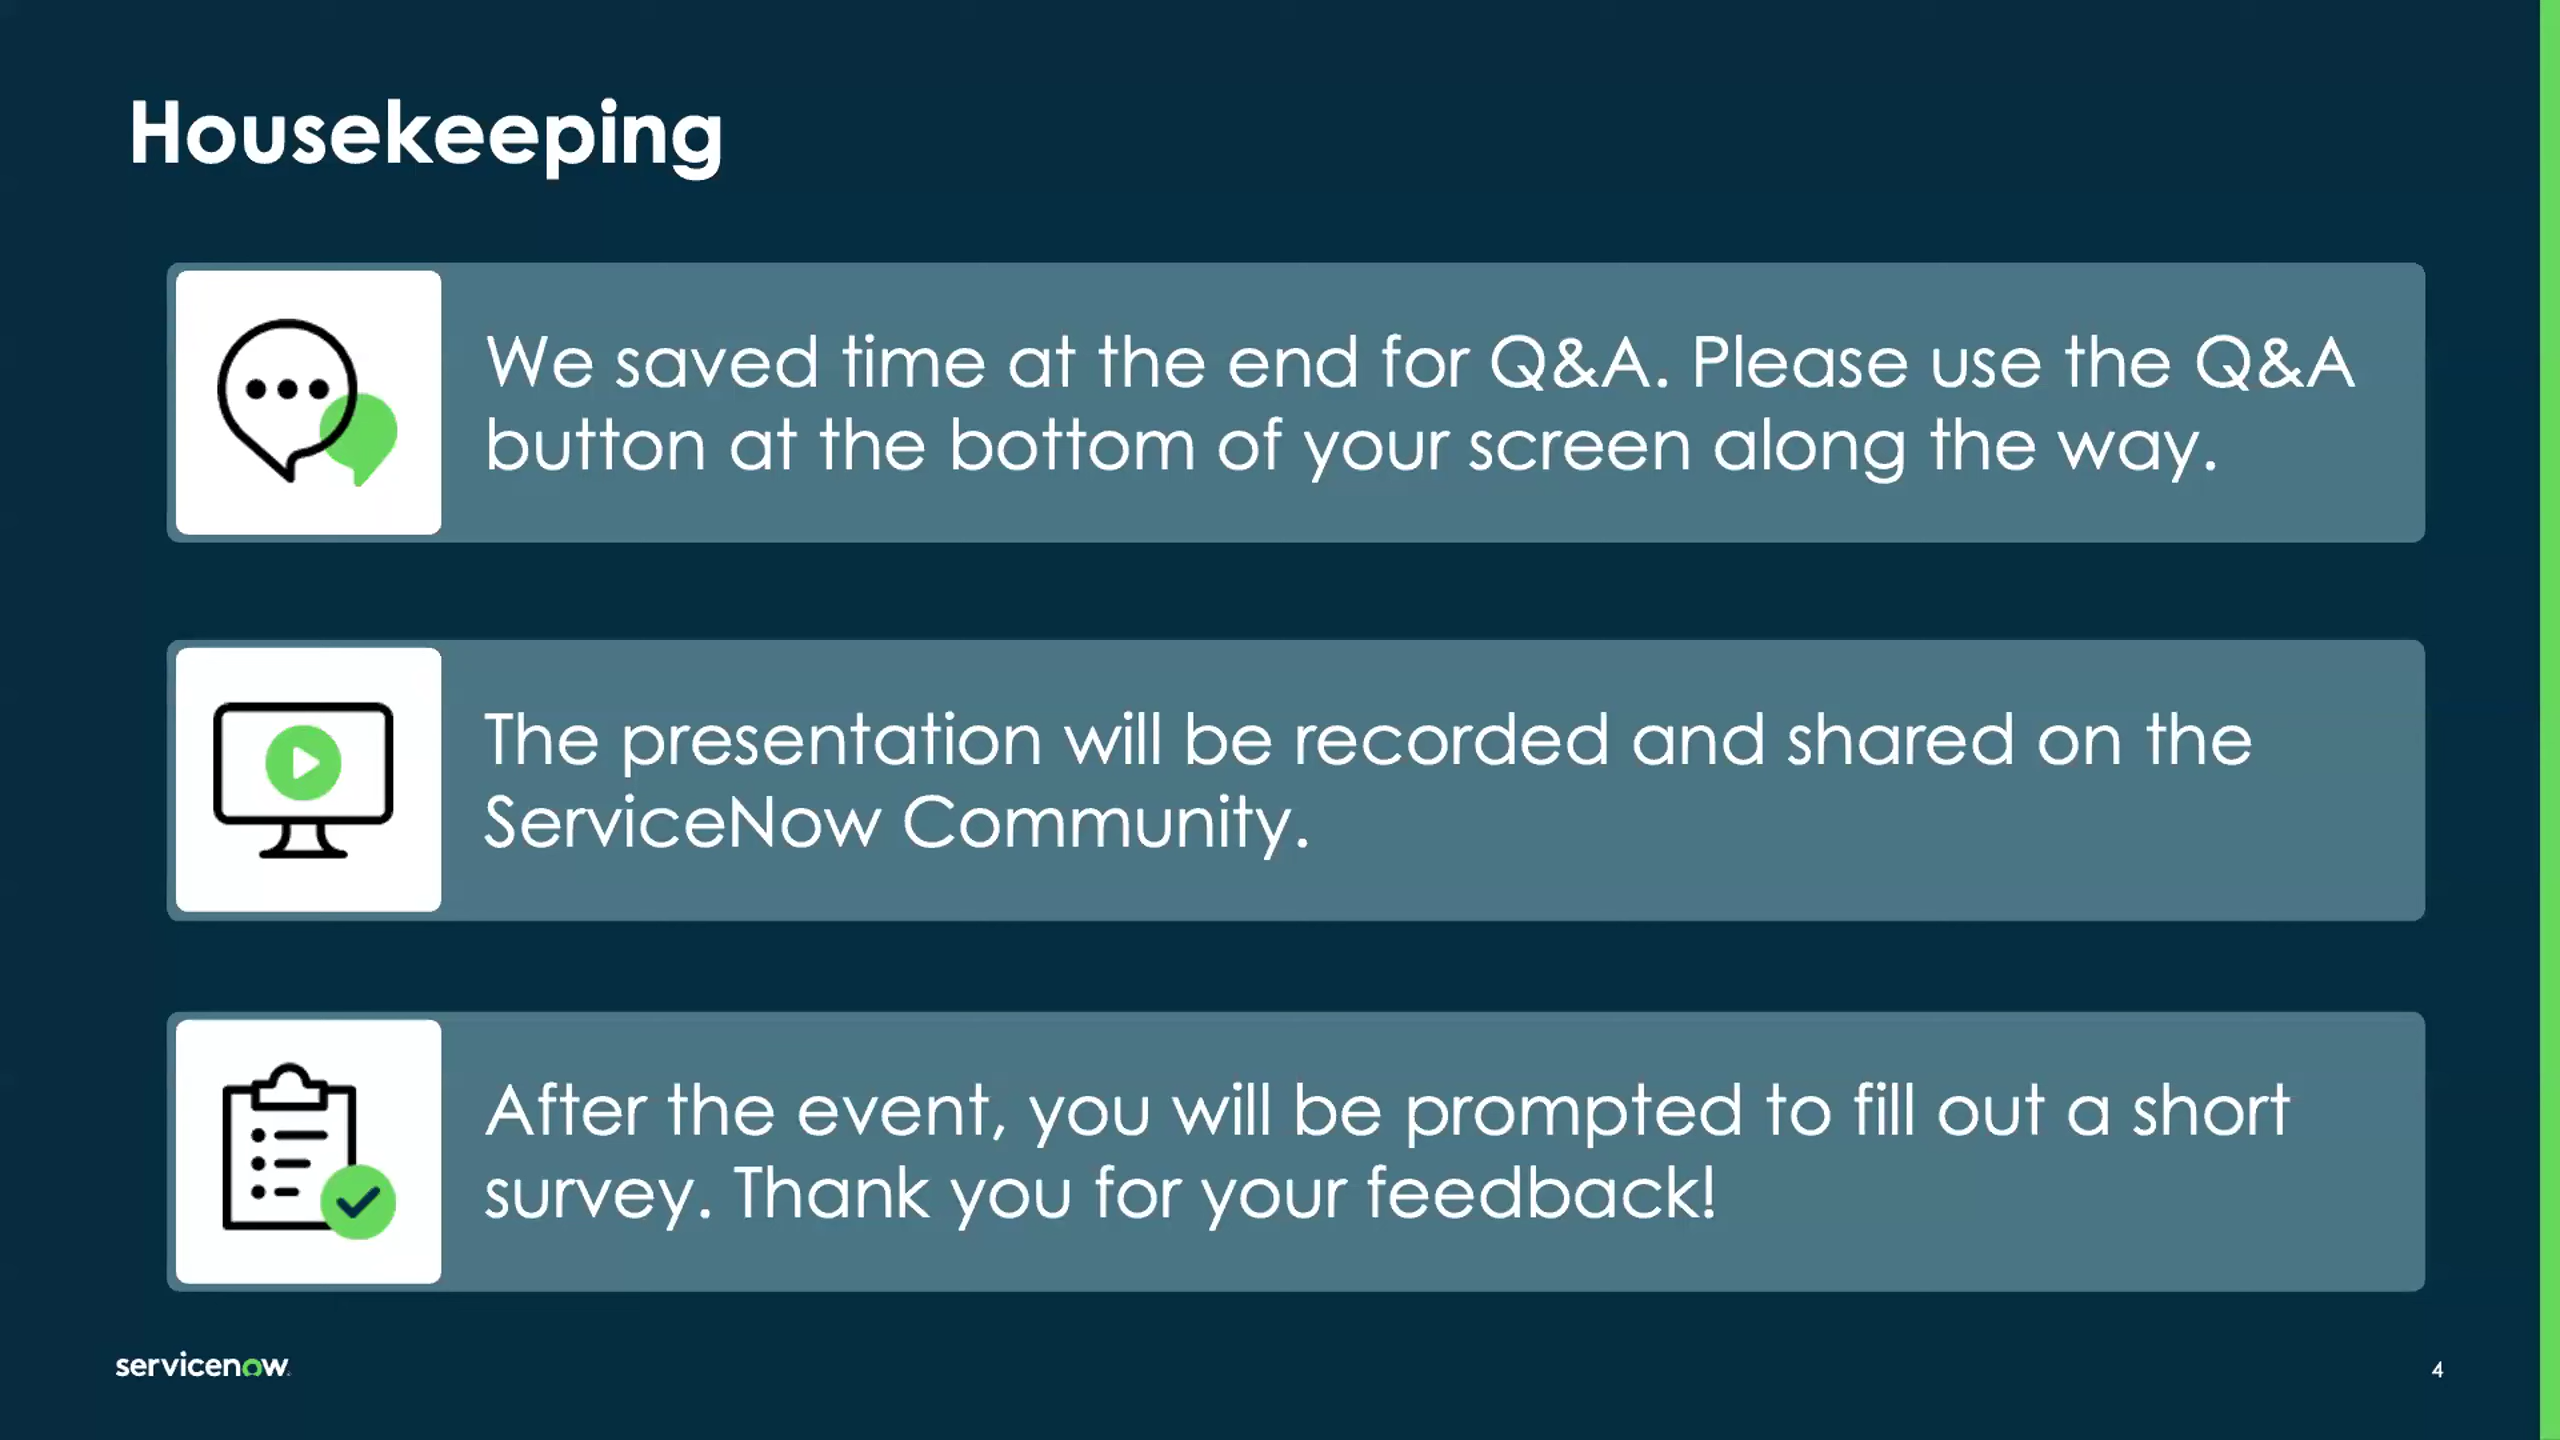 Housekeeping
We saved time at the end for Q&A. Please use the Q&A
button at the bottom of your screen along the way.
The presentation will be recorded and shared on the
ServiceNow Community.
After the event, you will be prompted to fill out a short
survey. Thank you for your feedback!
servicenow
4